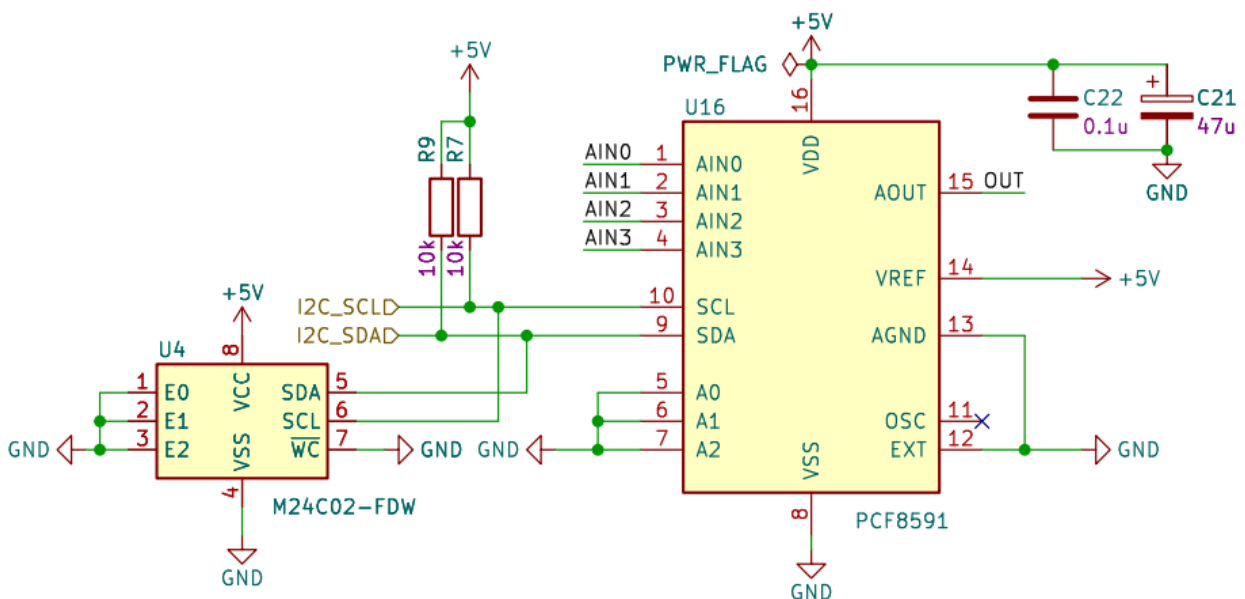 +5V
PWR_FLAG
+5V
U16
16
VDD
C22
0.1u
+
C21
47u
GND
R9
R7
10k
10k
AIN0
1
AIN0
AIN1
2
AIN1
AIN2
3
AIN2
AIN3
4
AIN3
AOUT
15
OUT
VREF
14
+5V
I2C_SCL
10
SCL
I2C_SDA
9
SDA
AGND
13
+5V
U4
8
VCC
1
E0
2
E1
3
E2
GND
SDA
5
SCL
6
WC
7
GND
VSS
4
M24C02-FDW
GND
5
A0
6
A1
7
A2
GND
OSC
11
EXT
12
GND
VSS
8
PCF8591
GND